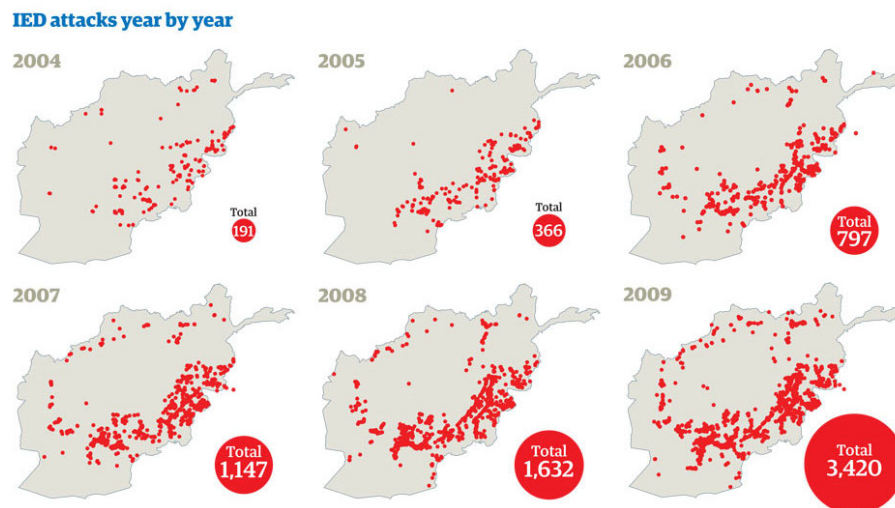 IED attacks year by year
2004
2005
2006
Total
191
Total
366
Total
797
2007
2008
2009
Total
1,147
Total
1,632
Total
3,420